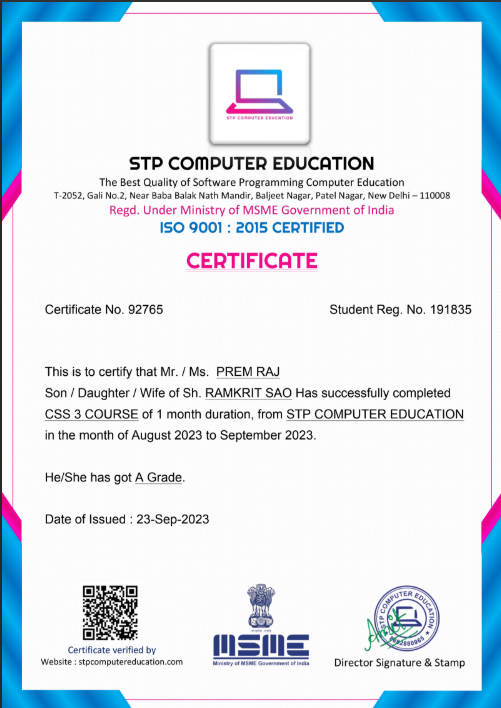 STP COMPUTER EDUCATION
STP COMPUTER EDUCATION
The Best Quality of Software Programming Computer Education
T-2052, Gali No.2, Near Baba Balak Nath Mandir, Baljeet Nagar, Patel Nagar, New Delhi – 110008
Regd. Under Ministry of MSME Government of India
ISO 9001 : 2015 CERTIFIED
CERTIFICATE
Certificate No. 92765 Student Reg. No. 191835
This is to certify that Mr. / Ms. PREM RAJ
Son / Daughter / Wife of Sh. RAMKRIT SAO Has successfully completed
CSS 3 COURSE of 1 month duration, from STP COMPUTER EDUCATION
in the month of August 2023 to September 2023.
He/She has got A Grade.
Date of Issued : 23-Sep-2023
Certificate verified by
Website : stpcomputereducation.com
MSME
Ministry of MSME Government of India
STP COMPUTER EDUCATION
Director Signature & Stamp